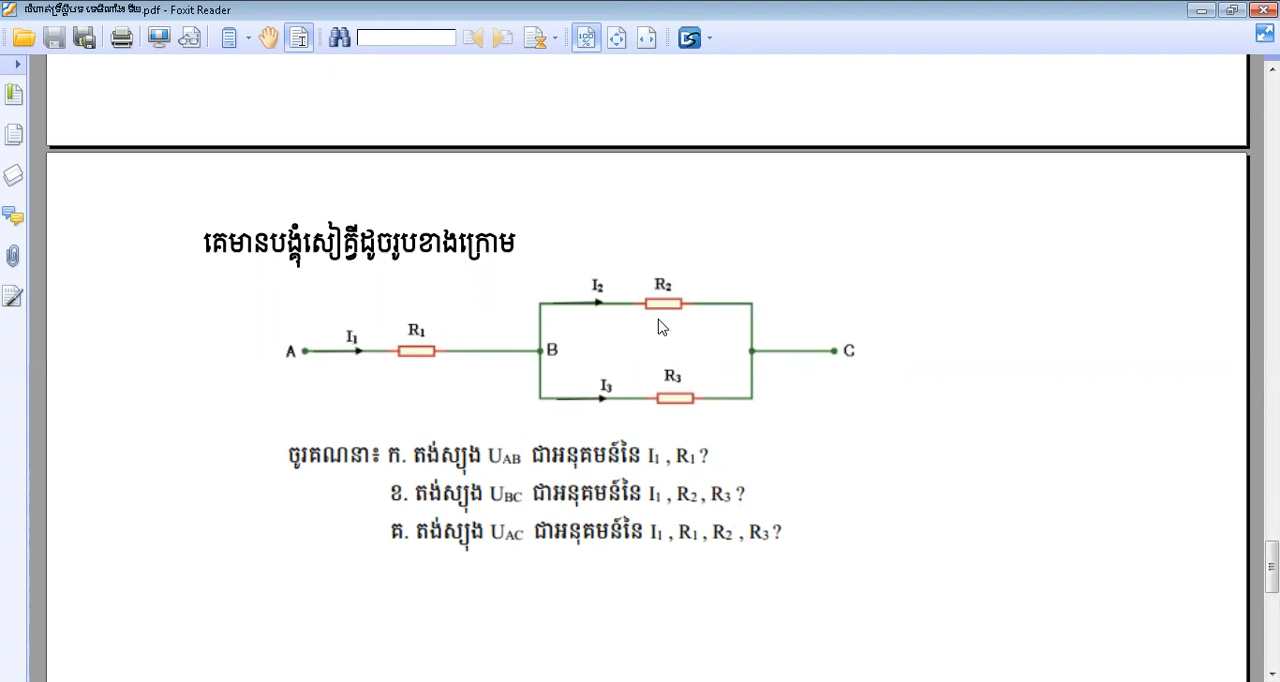 .pdf - Foxit Reader
គេមានបង្គុំសៀគ្វីដូចរូបខាងក្រោម
I2 R2
I1 R1
A B C
I3 R3
ចូរគណនា៖ ក. តង់ស្យុង UAB ជាអនុគមន៍នៃ I1 , R1 ?
ខ. តង់ស្យុង UBC ជាអនុគមន៍នៃ I1 , R2 , R3 ?
គ. តង់ស្យុង UAC ជាអនុគមន៍នៃ I1 , R1 , R2 , R3 ?